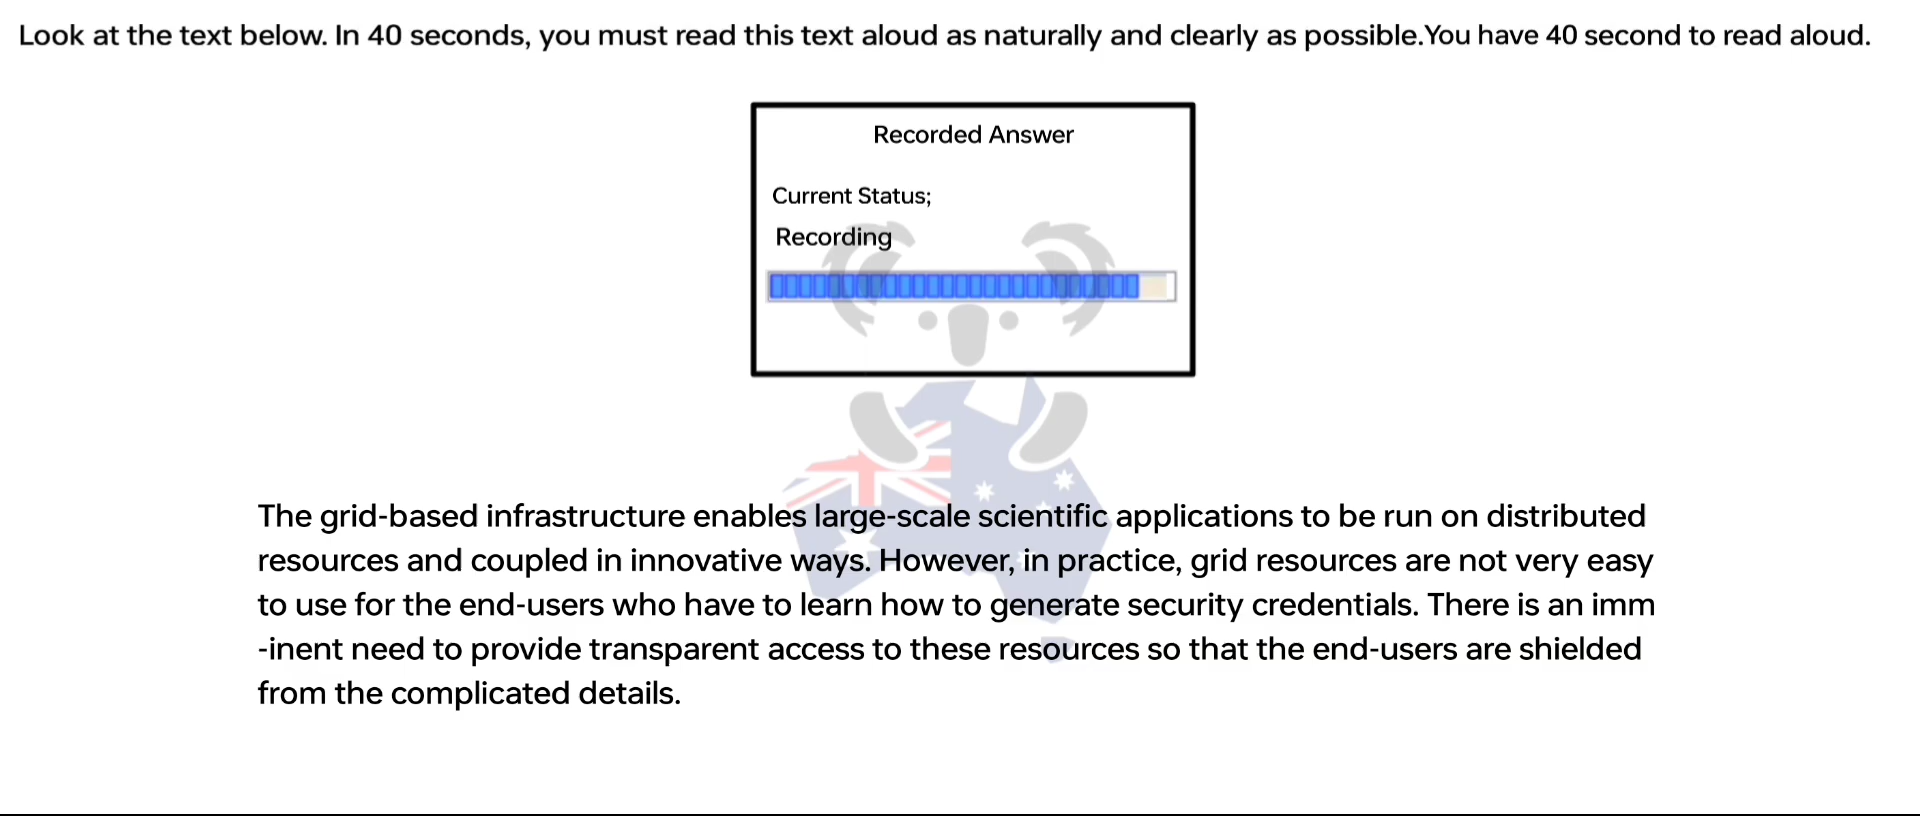 Look at the text below. In 40 seconds, you must read this text aloud as naturally and clearly as possible.You have 40 second to read aloud.
Recorded Answer
Current Status;
Recording
The grid-based infrastructure enables large-scale scientific applications to be run on distributed
resources and coupled in innovative ways. However, in practice, grid resources are not very easy
to use for the end-users who have to learn how to generate security credentials. There is an imm
-inent need to provide transparent access to these resources so that the end-users are shielded
from the complicated details.